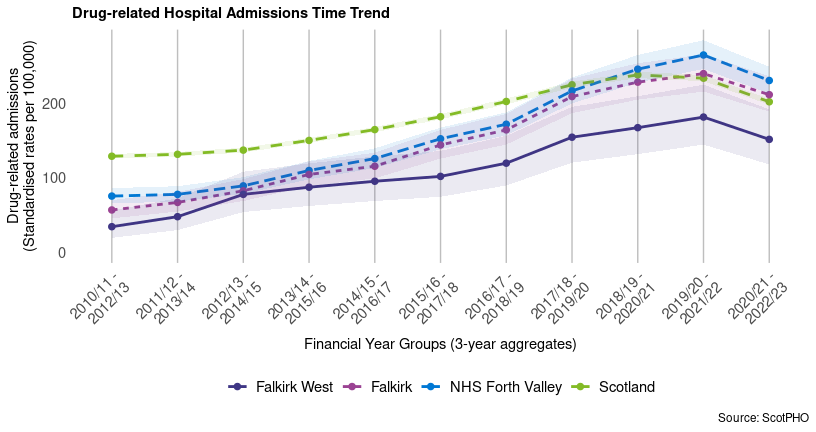 Drug-related Hospital Admissions Time Trend
Drug-related admissions
(Standardised rates per 100,000)
200
100
0
2010/11 -
2012/13
2011/12 -
2013/14
2012/13 -
2014/15
2013/14 -
2015/16
2014/15 -
2016/17
2015/16 -
2017/18
2016/17 -
2018/19
2017/18 -
2019/20
2018/19 -
2020/21
2019/20 -
2021/22
2020/21 -
2022/23
Financial Year Groups (3-year aggregates)
Falkirk West
Falkirk
NHS Forth Valley
Scotland
Source: ScotPHO